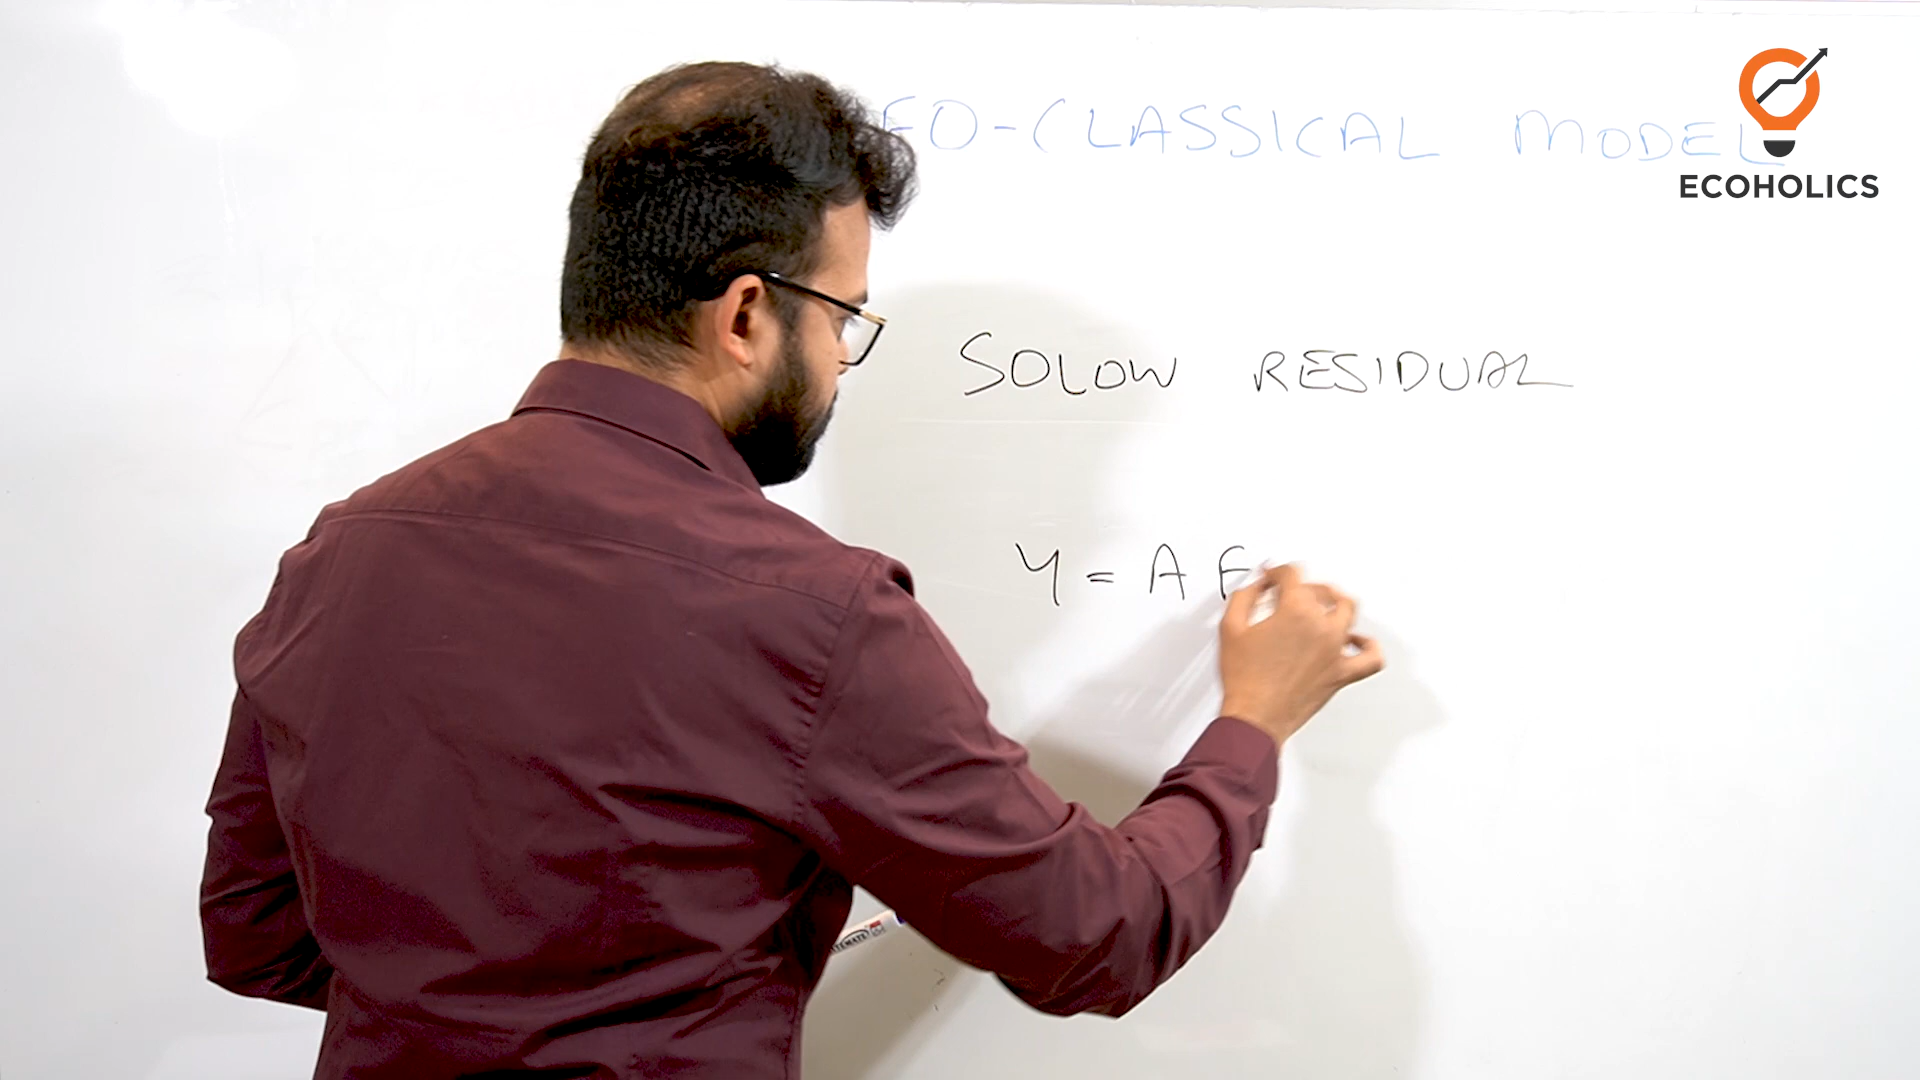 EO-CLASSICAL MODEL
ECOHOLICS
SOLOW RESIDUAL
Y = A F